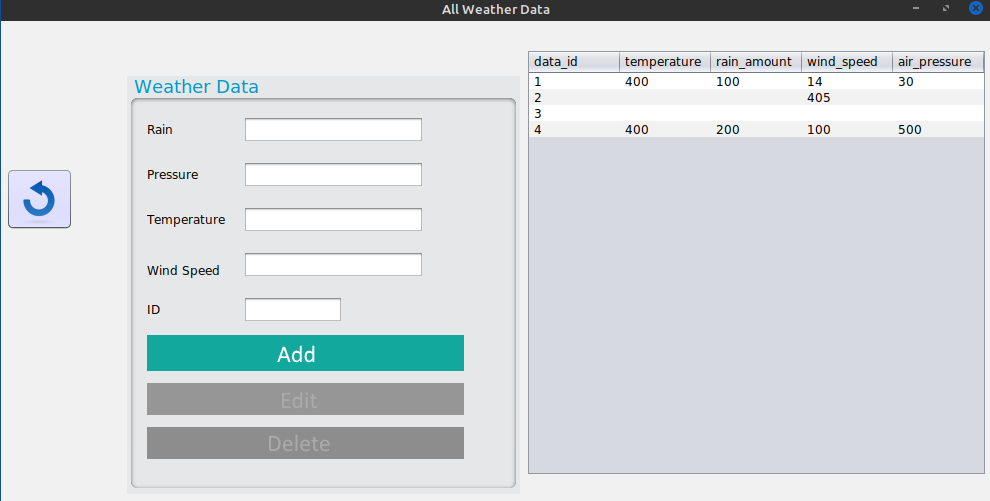 All Weather Data
Weather Data
Rain
Pressure
Temperature
Wind Speed
ID
Add
Edit
Delete
data_id temperature rain_amount wind_speed air_pressure
1 400 100 14 30
2 405
3
4 400 200 100 500